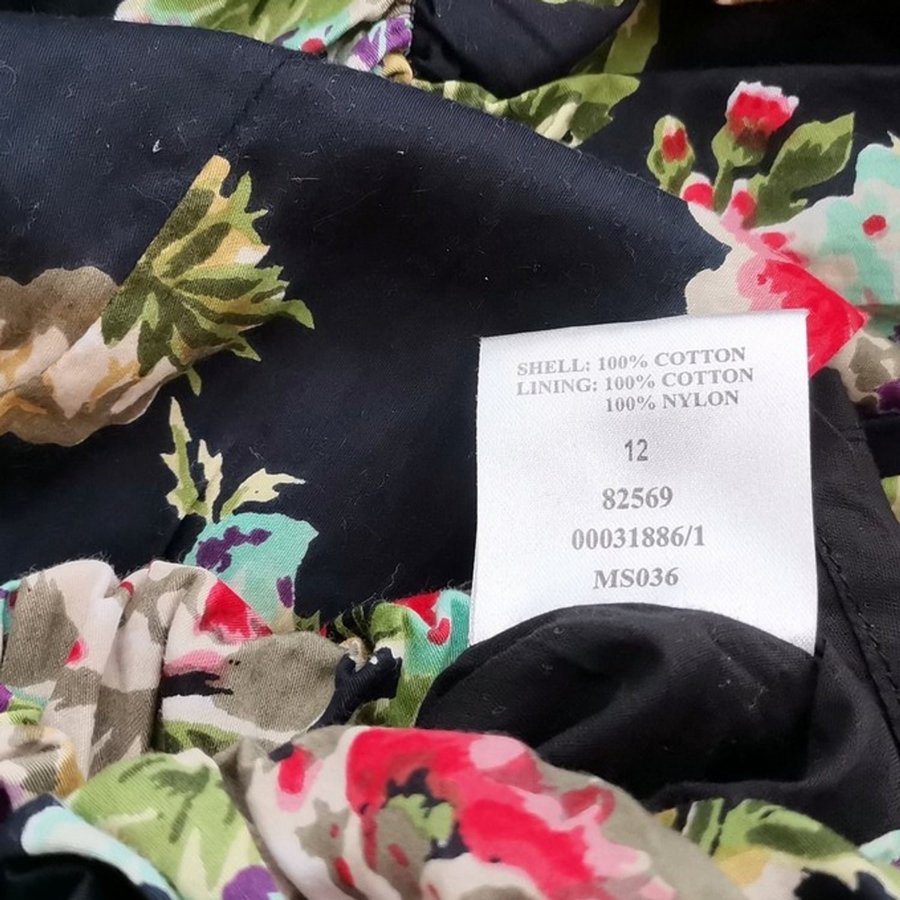 SHELL: 100% COTTON
LINING: 100% COTTON
100% NYLON
12
82569
00031886/1
MS036